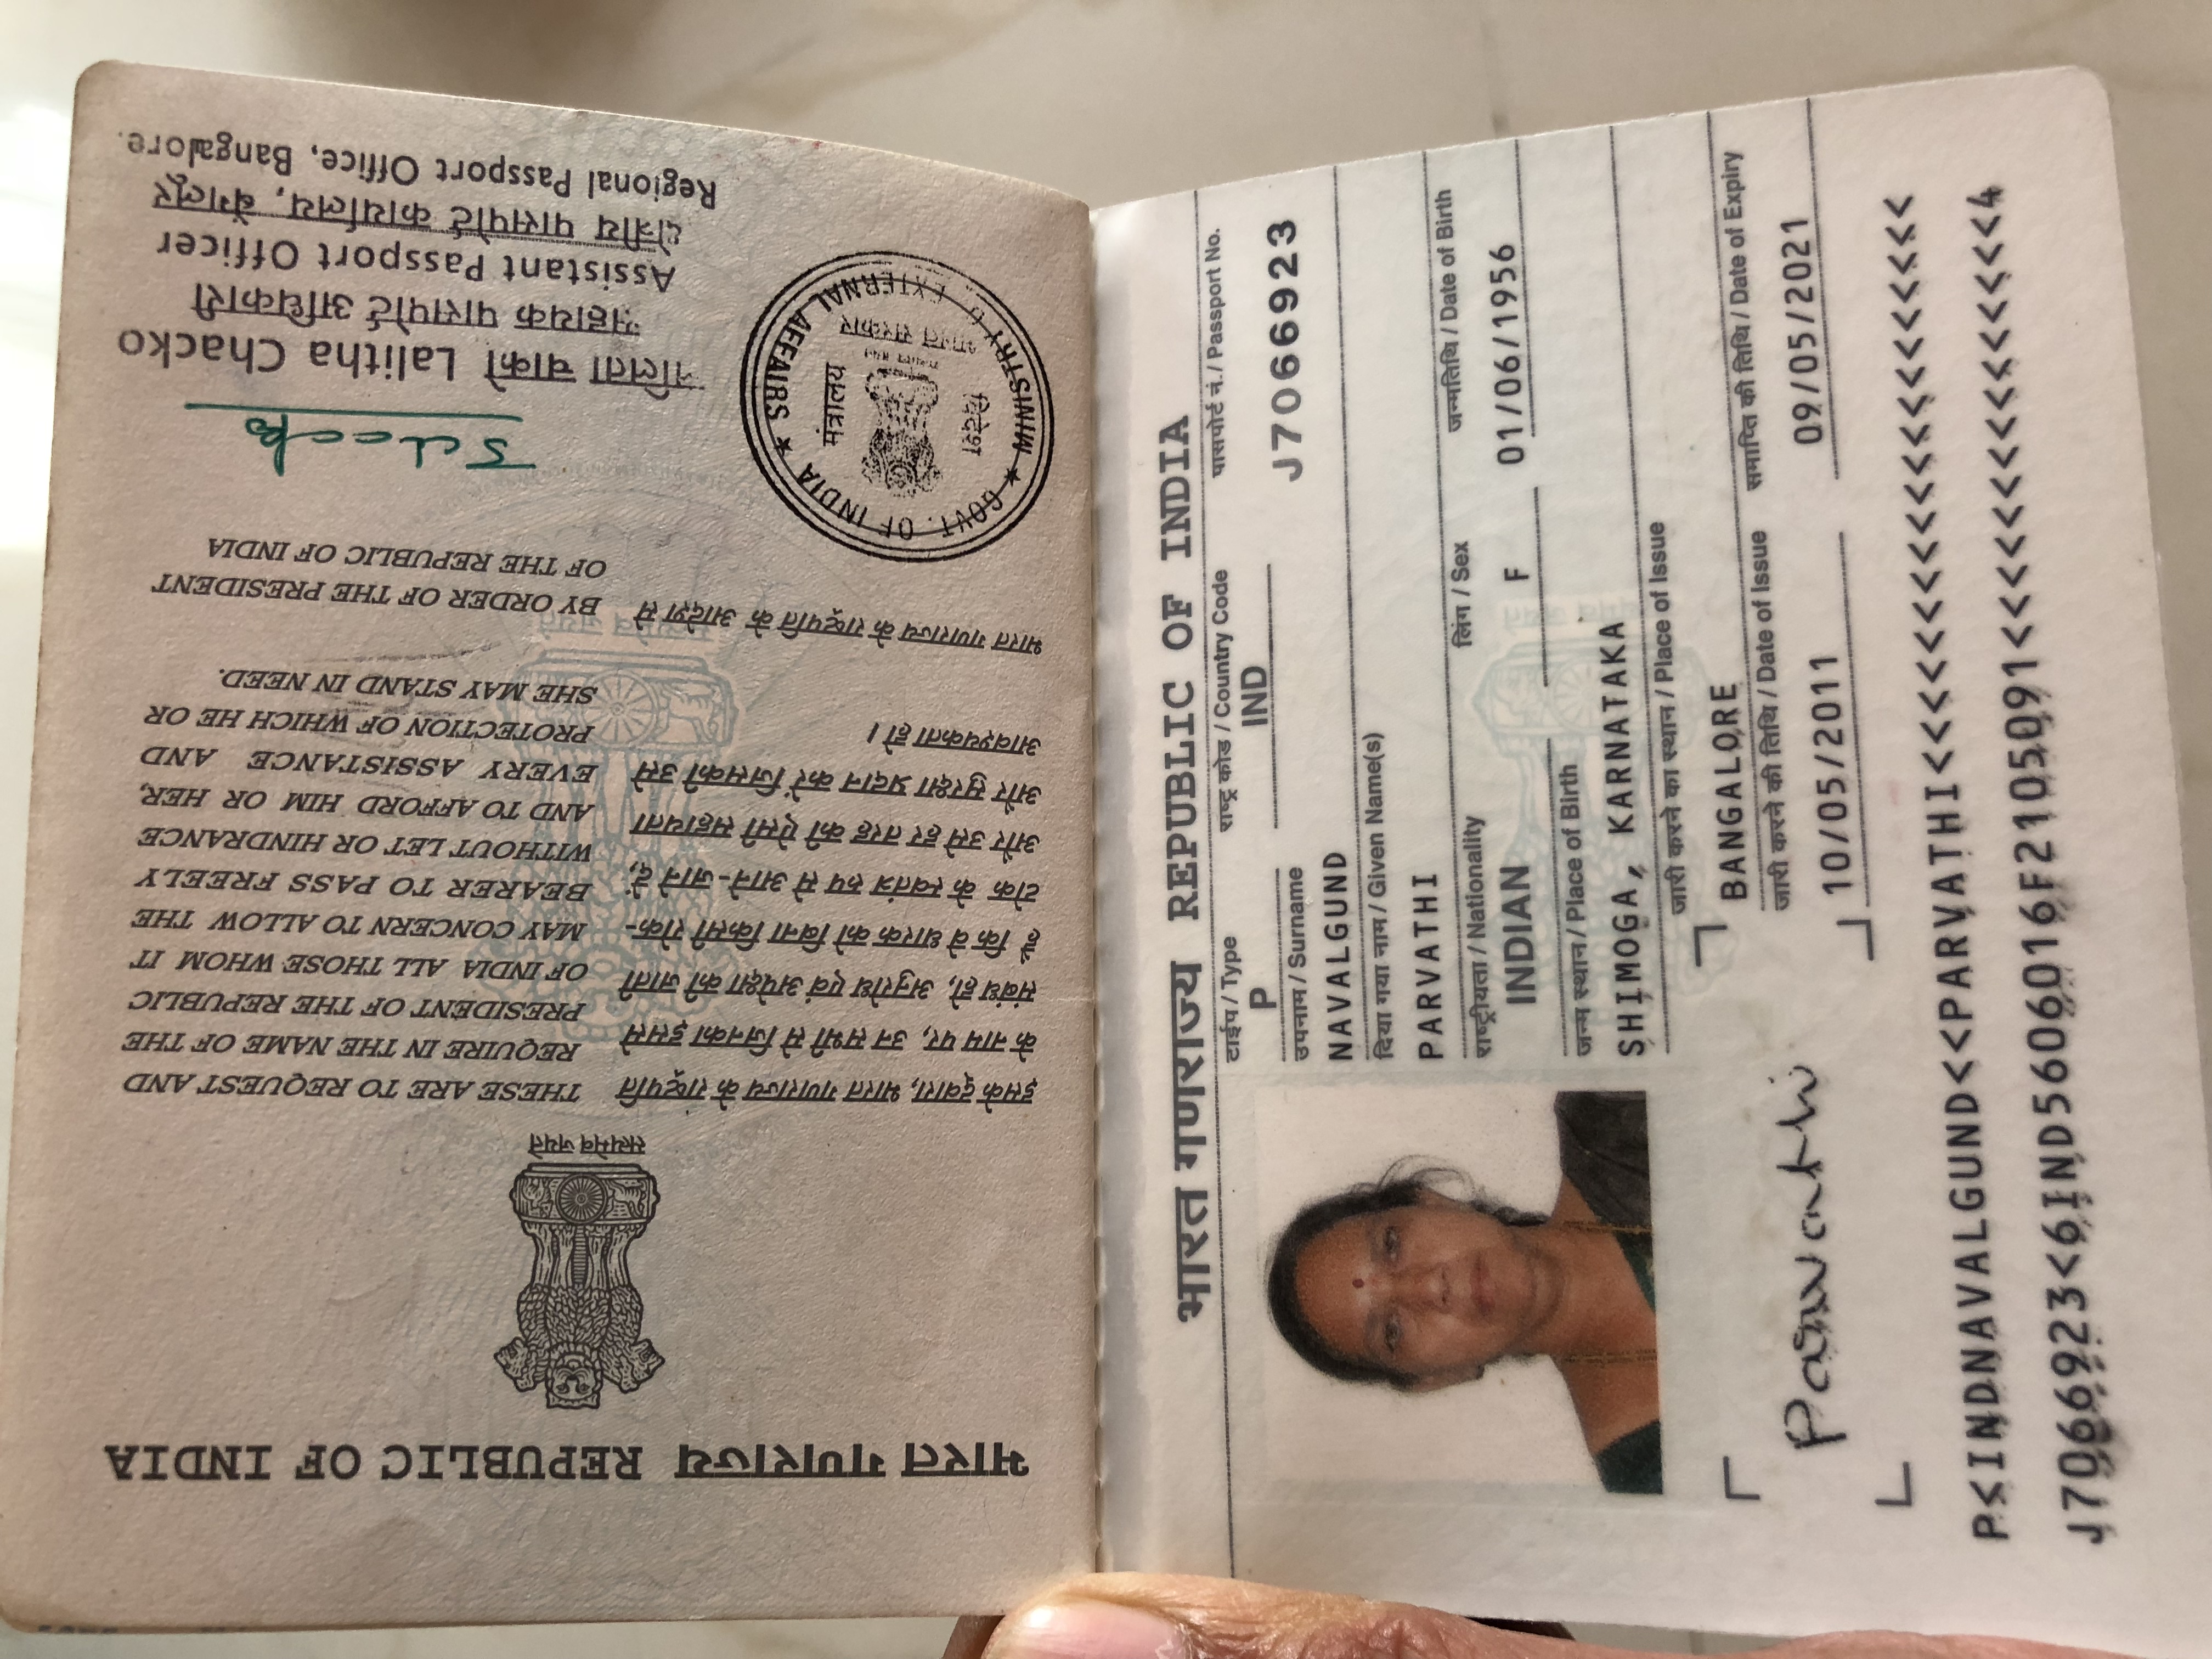 भारत गणराज्य REPUBLIC OF INDIA
सत्यमेव जयते
इसके द्वारा, भारत गणराज्य के राष्ट्रपति
के नाम पर, उन सभी से जिनका इससे
संबंध हो, अनुरोध एवं अपेक्षा की जाती
है कि वे धारक को बिना किसी रोक-
टोक के स्वतंत्र रुप से आने-जाने दें,
और उसे हर तरह की ऐसी सहायता
और सुरक्षा प्रदान करें जिसकी उसे
आवश्यकता हो।
THESE ARE TO REQUEST AND
REQUIRE IN THE NAME OF THE
PRESIDENT OF THE REPUBLIC
OF INDIA ALL THOSE WHOM IT
MAY CONCERN TO ALLOW THE
BEARER TO PASS FREELY
WITHOUT LET OR HINDRANCE
AND TO AFFORD HIM OR HER,
EVERY ASSISTANCE AND
PROTECTION OF WHICH HE OR
SHE MAY STAND IN NEED.
भारत गणराज्य के राष्ट्रपति के आदेश से
BY ORDER OF THE PRESIDENT
OF THE REPUBLIC OF INDIA
ललिता चाको Lalitha Chacko
सहायक पासपोर्ट अधिकारी
Assistant Passport Officer
क्षेत्रीय पासपोर्ट कार्यालय, बेंगलूर
Regional Passport Office, Bangalore.
GOVT. OF INDIA ★ MINISTRY OF EXTERNAL AFFAIRS ★
विदेश मंत्रालय
भारत सरकार
भारत गणराज्य REPUBLIC OF INDIA
टाईप / Type राष्ट्र कोड / Country Code पासपोर्ट नं. / Passport No.
P IND J7066923
उपनाम / Surname
NAVALGUND
दिया गया नाम / Given Name(s)
PARVATHI
राष्ट्रीयता / Nationality लिंग / Sex जन्मतिथि / Date of Birth
INDIAN F 01/06/1956
जन्म स्थान / Place of Birth
SHIMOGA, KARNATAKA
जारी करने का स्थान / Place of Issue
BANGALORE
जारी करने की तिथि / Date of Issue समाप्ति की तिथि / Date of Expiry
10/05/2011 09/05/2021
Parvathi
P<INDNAVALGUND<<PARVATHI<<<<<<<<<<<<<<<<<<<<
J7066923<6IND5606016F2105091<<<<<<<<<<<<<<<4